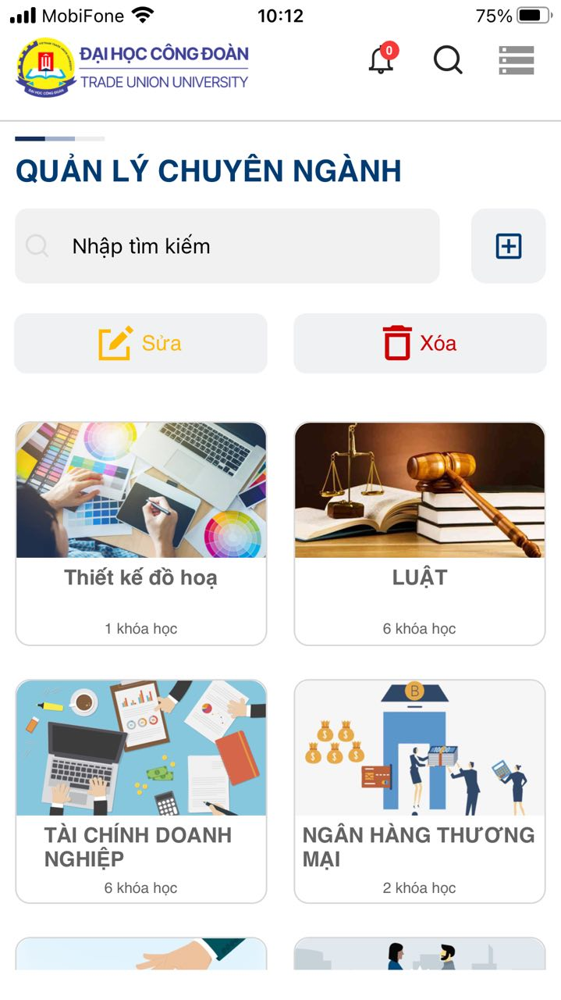 MobiFone
10:12
75%
ĐẠI HỌC CÔNG ĐOÀN
TRADE UNION UNIVERSITY
0
QUẢN LÝ CHUYÊN NGÀNH
Nhập tìm kiếm
Sửa
Xóa
Thiết kế đồ hoạ
1 khóa học
LUẬT
6 khóa học
TÀI CHÍNH DOANH
NGHIỆP
6 khóa học
B
NGÂN HÀNG THƯƠNG
MẠI
2 khóa học